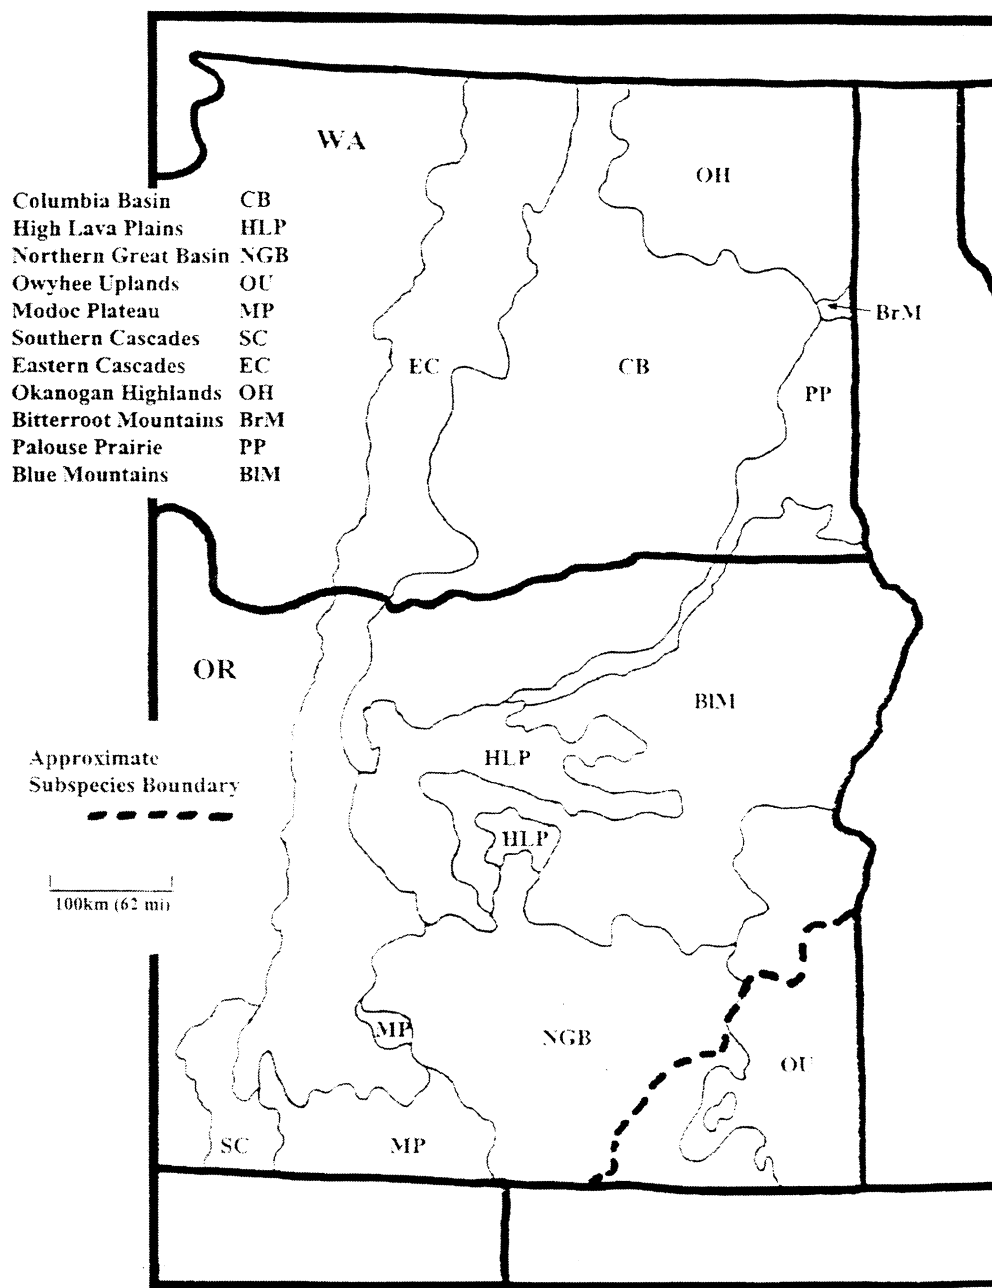 WA
OH
Columbia Basin CB
High Lava Plains HLP
Northern Great Basin NGB
Owyhee Uplands OU
Modoc Plateau MP
Southern Cascades SC
Eastern Cascades EC
Okanogan Highlands OH
Bitterroot Mountains BrM
Palouse Prairie PP
Blue Mountains BlM
BrM
EC
CB
PP
OR
BlM
Approximate
Subspecies Boundary
HLP
HLP
100km (62 mi)
MP
NGB
OU
SC
MP